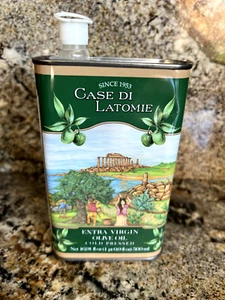 SINCE 1953
CASE DI
LATOMIE
EXTRA VIRGIN
OLIVE OIL
COLD PRESSED